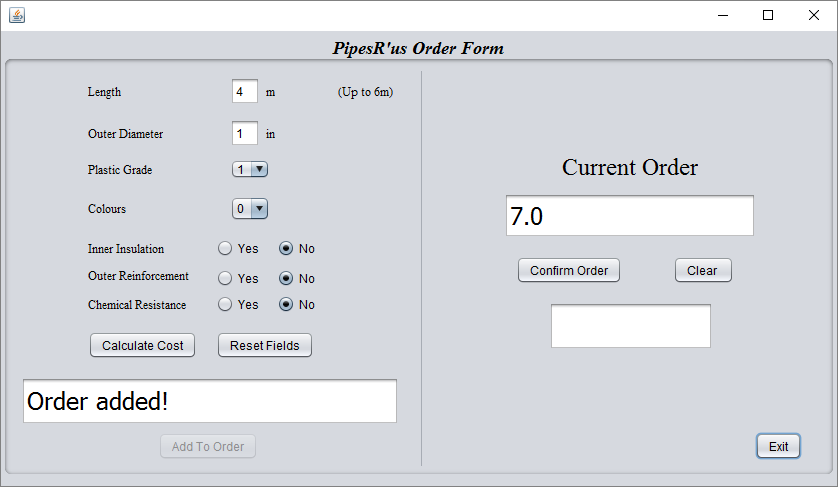 PipesR'us Order Form
Length 4 m (Up to 6m)
Outer Diameter 1 in
Plastic Grade 1
Colours 0
Inner Insulation Yes No
Outer Reinforcement Yes No
Chemical Resistance Yes No
Calculate Cost Reset Fields
Order added!
Add To Order
Current Order
7.0
Confirm Order Clear
Exit